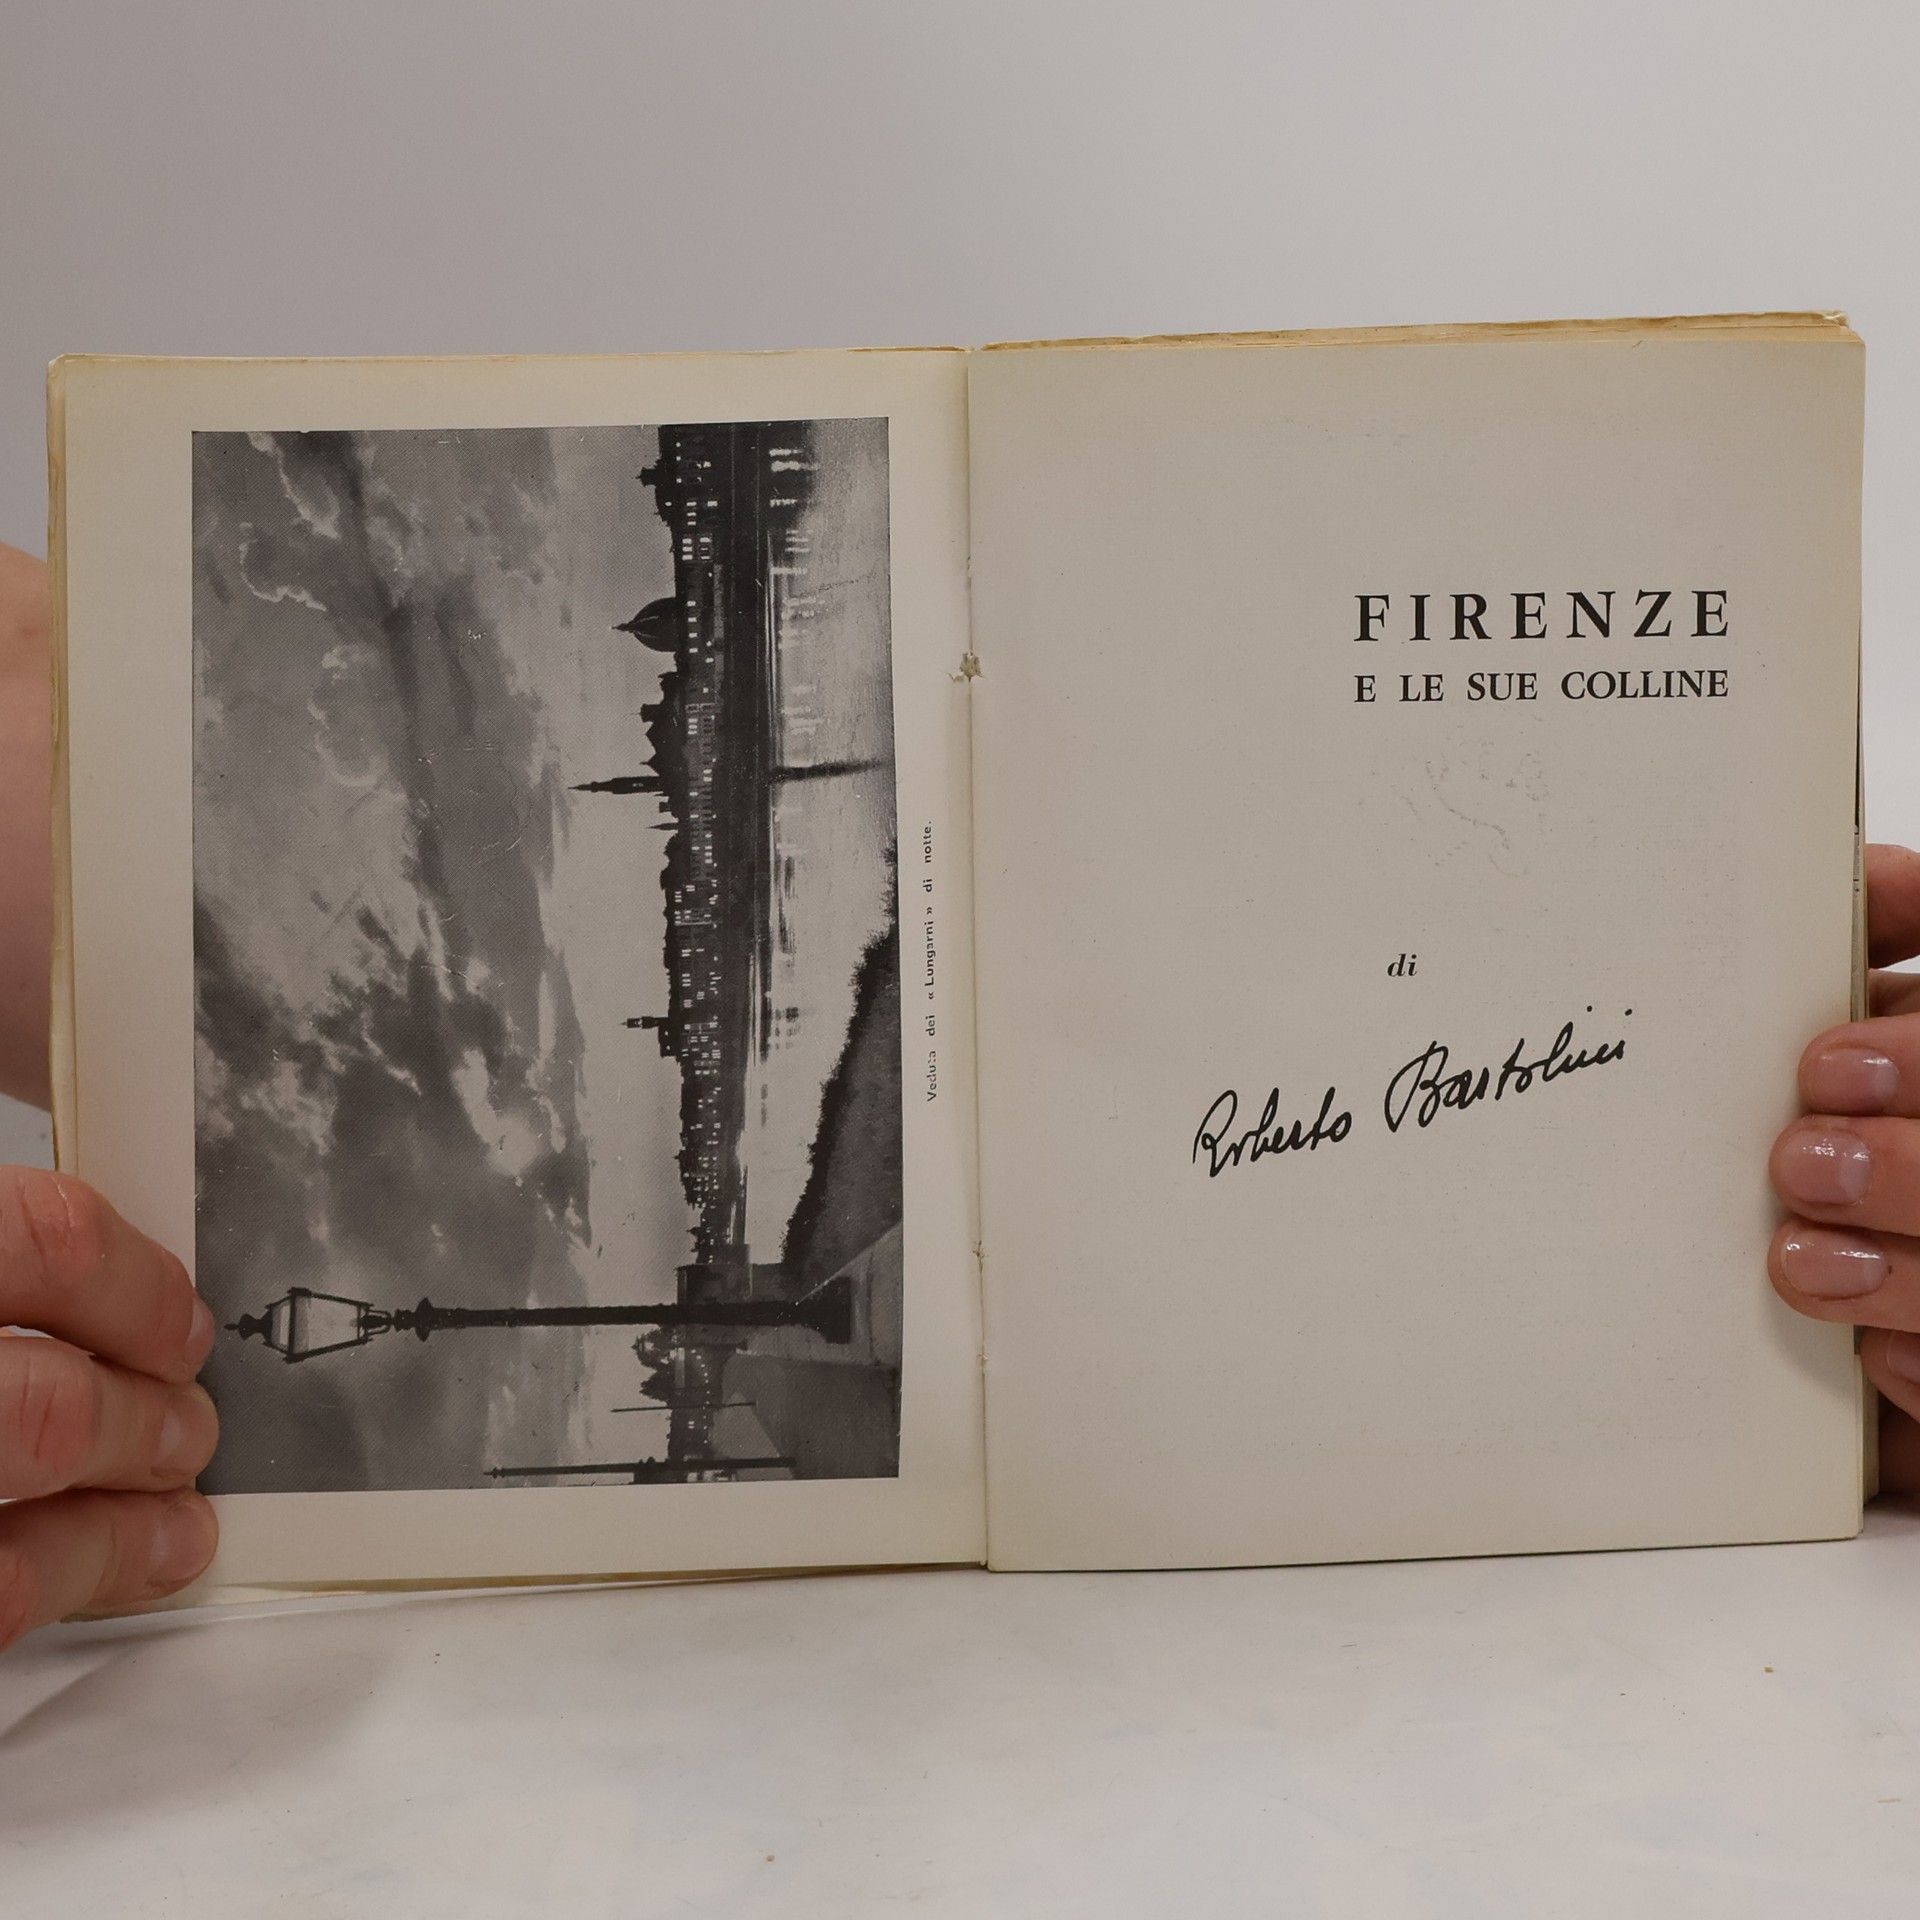 Veduta dei « Lungarni » di notte.
FIRENZE
E LE SUE COLLINE
di
Roberto Bartolini